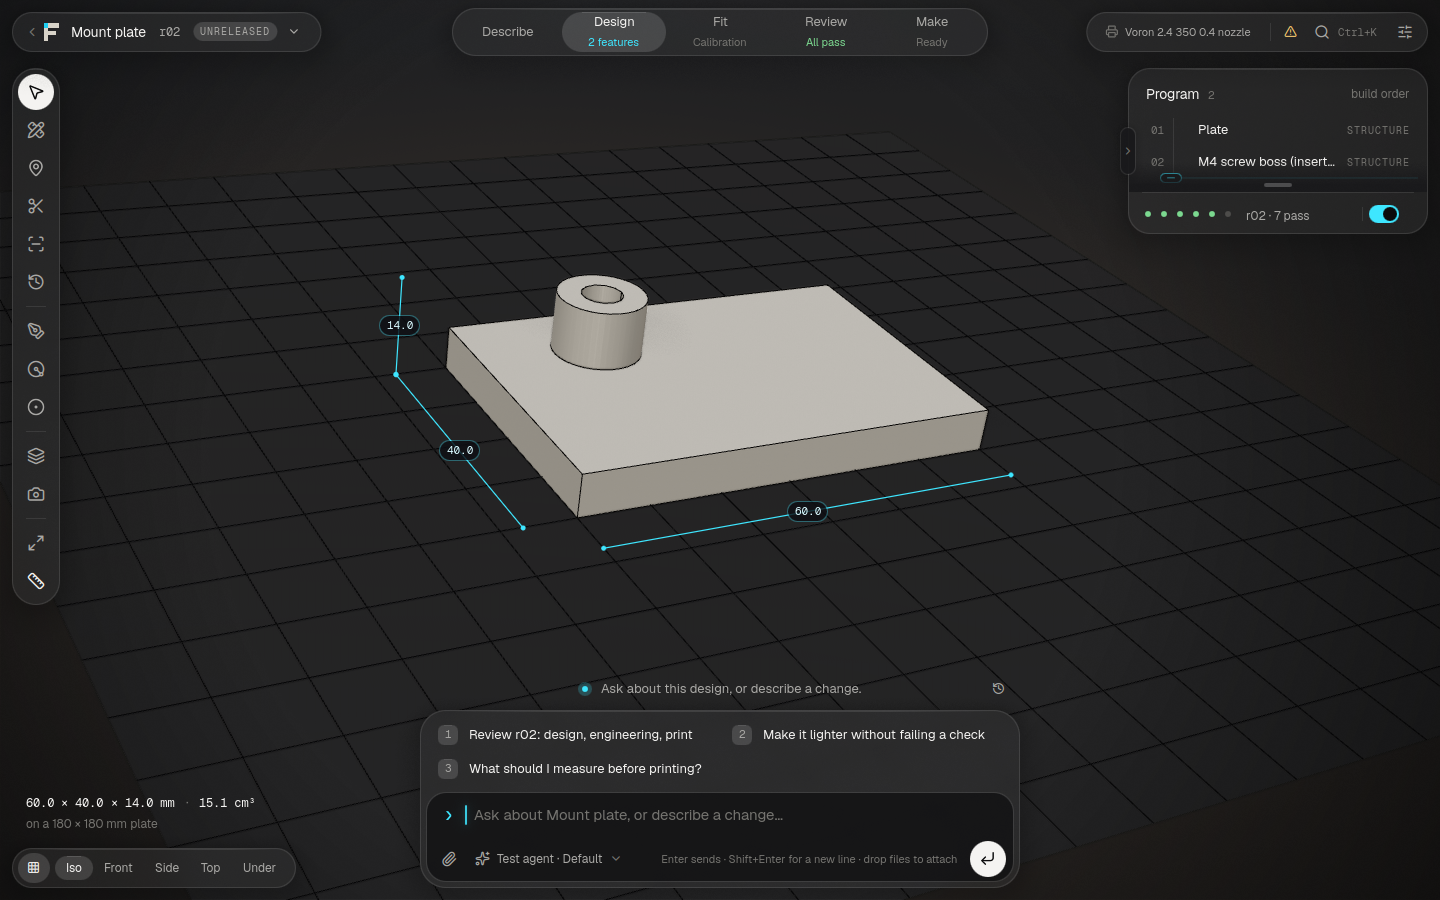 Mount plate r02 UNRELEASED
Describe
Design
2 features
Fit
Calibration
Review
All pass
Make
Ready
Voron 2.4 350 0.4 nozzle
Ctrl+K
Program 2 build order
01 Plate STRUCTURE
02 M4 screw boss (insert… STRUCTURE
r02 · 7 pass
14.0
40.0
60.0
Ask about this design, or describe a change.
1 Review r02: design, engineering, print
2 Make it lighter without failing a check
3 What should I measure before printing?
Ask about Mount plate, or describe a change…
Test agent · Default
Enter sends · Shift+Enter for a new line · drop files to attach
60.0 × 40.0 × 14.0 mm · 15.1 cm³
on a 180 × 180 mm plate
Iso Front Side Top Under